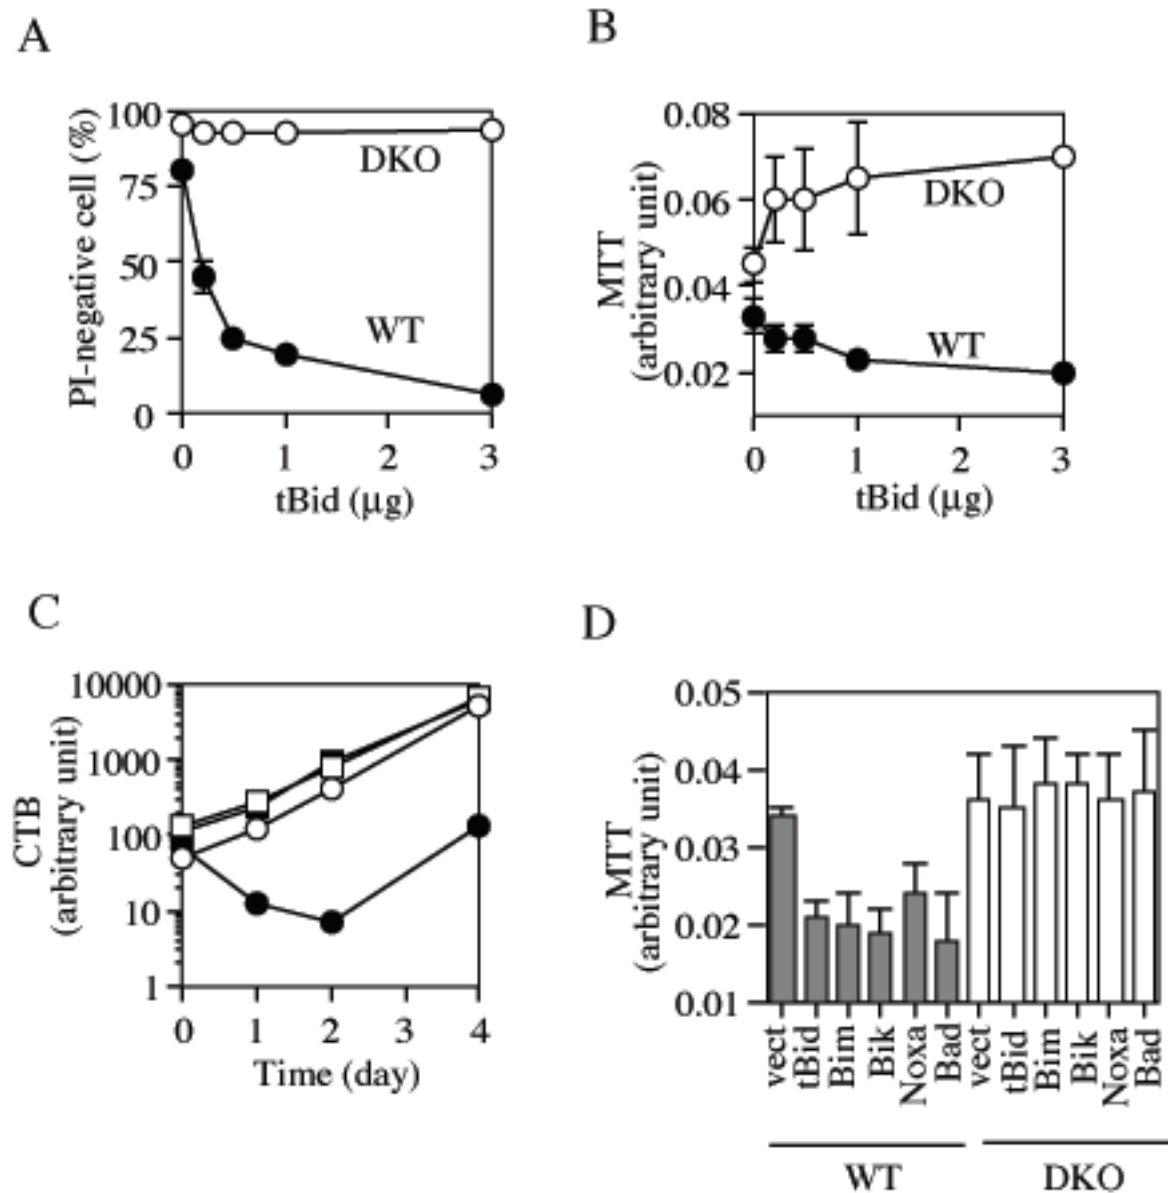 A
PI-negative cell (%)
100
75
50
25
0
DKO
WT
0 1 2 3
tBid (μg)
B
MTT
(arbitrary unit)
0.08
0.06
0.04
0.02
DKO
WT
0 1 2 3
tBid (μg)
C
CTB
(arbitrary unit)
10000
1000
100
10
1
0 1 2 3 4
Time (day)
D
MTT
(arbitrary unit)
0.05
0.04
0.03
0.02
0.01
vect tBid Bim Bik Noxa Bad vect tBid Bim Bik Noxa Bad
WT DKO